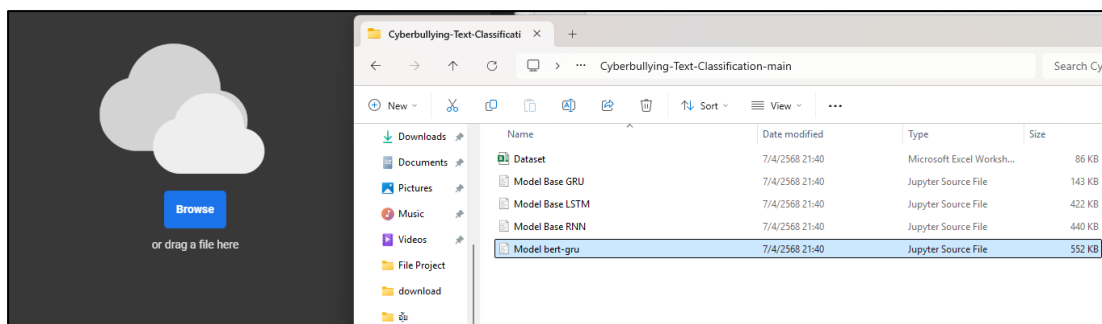 Browse
or drag a file here
Cyberbullying-Text-Classificati
Cyberbullying-Text-Classification-main
Search Cy
New
Sort
View
Downloads
Documents
Pictures
Music
Videos
File Project
download
อุ้ย
Name Date modified Type Size
Dataset 7/4/2568 21:40 Microsoft Excel Worksh... 86 KB
Model Base GRU 7/4/2568 21:40 Jupyter Source File 143 KB
Model Base LSTM 7/4/2568 21:40 Jupyter Source File 422 KB
Model Base RNN 7/4/2568 21:40 Jupyter Source File 440 KB
Model bert-gru 7/4/2568 21:40 Jupyter Source File 552 KB